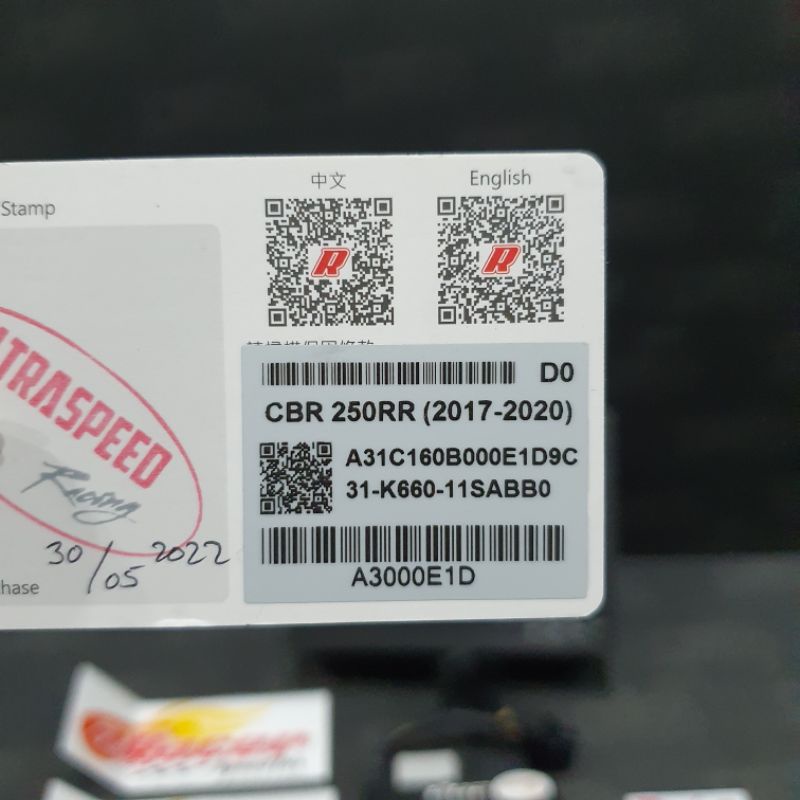 中文
English
Stamp
R
R
D0
CBR 250RR (2017-2020)
A31C160B000E1D9C
31-K660-11SABB0
A3000E1D
TRASPEED
Racing
30/05 2022
hase